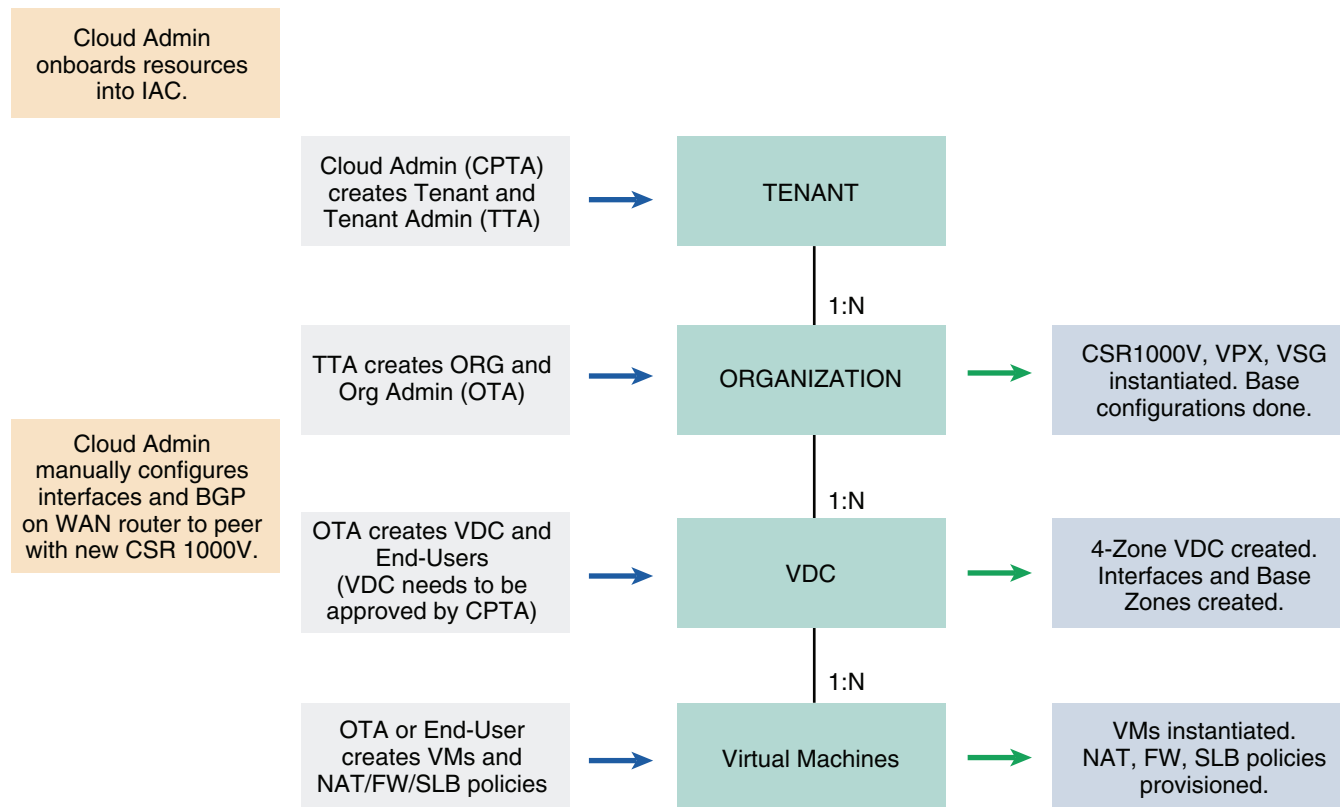 Cloud Admin
onboards resources
into IAC.
Cloud Admin (CPTA)
creates Tenant and
Tenant Admin (TTA)
TENANT
1:N
TTA creates ORG and
Org Admin (OTA)
ORGANIZATION
CSR1000V, VPX, VSG
instantiated. Base
configurations done.
Cloud Admin
manually configures
interfaces and BGP
on WAN router to peer
with new CSR 1000V.
1:N
OTA creates VDC and
End-Users
(VDC needs to be
approved by CPTA)
VDC
4-Zone VDC created.
Interfaces and Base
Zones created.
1:N
OTA or End-User
creates VMs and
NAT/FW/SLB policies
Virtual Machines
VMs instantiated.
NAT, FW, SLB policies
provisioned.